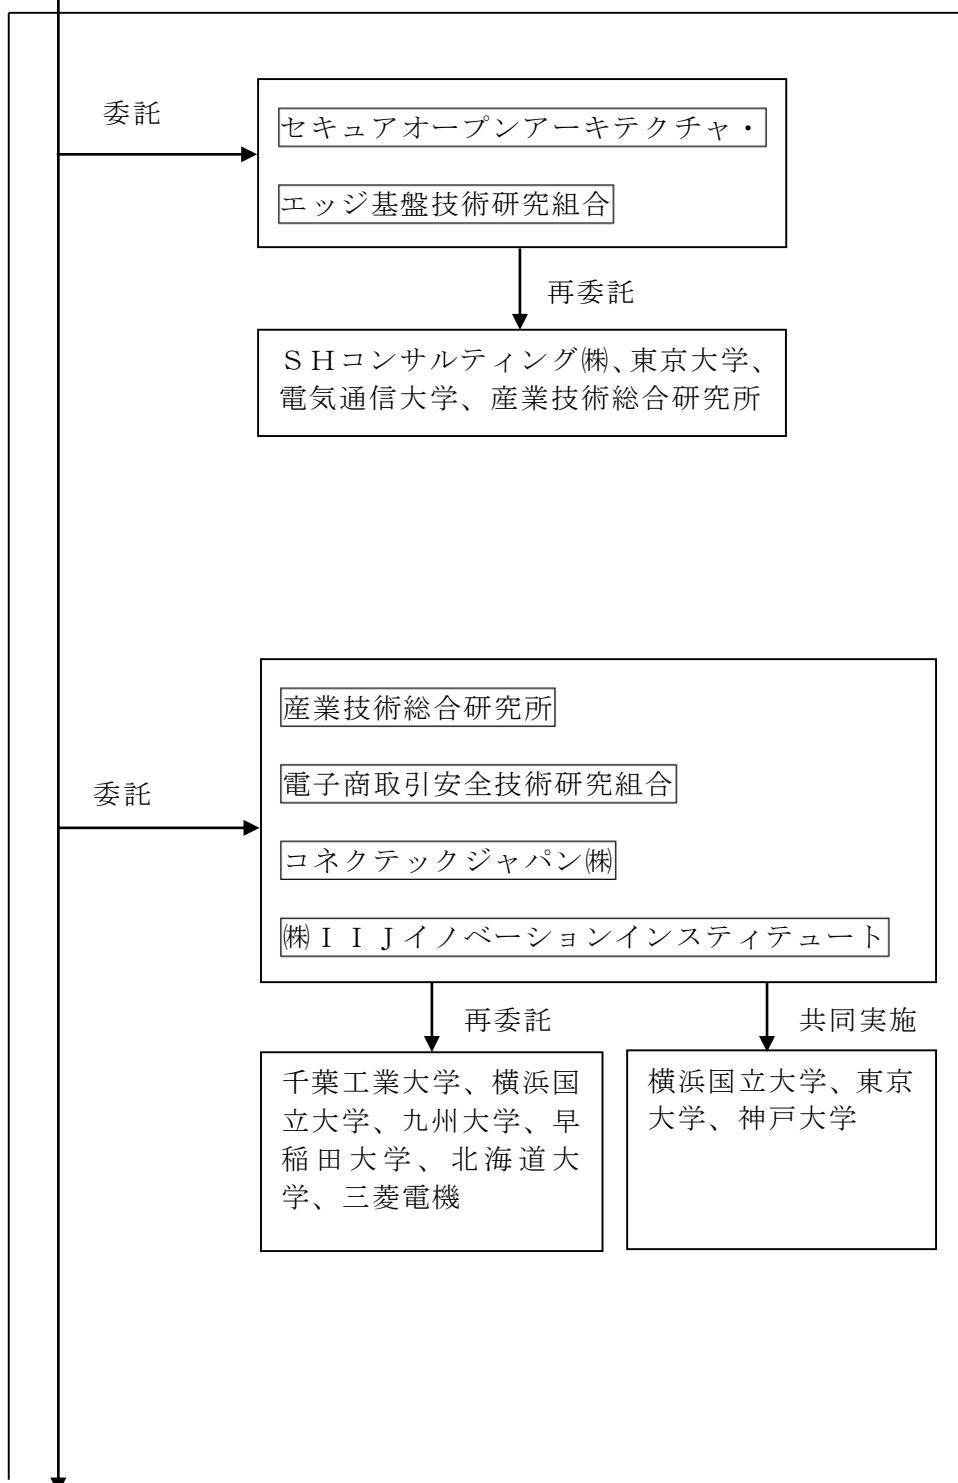 委託
セキュアオープンアーキテクチャ・
エッジ基盤技術研究組合
再委託
ＳＨコンサルティング㈱、東京大学、
電気通信大学、産業技術総合研究所
産業技術総合研究所
電子商取引安全技術研究組合
委託
コネクテックジャパン㈱
㈱ＩＩＪイノベーションインスティテュート
再委託
共同実施
千葉工業大学、横浜国
立大学、九州大学、早
稲田大学、北海道大
学、三菱電機
横浜国立大学、東京
大学、神戸大学